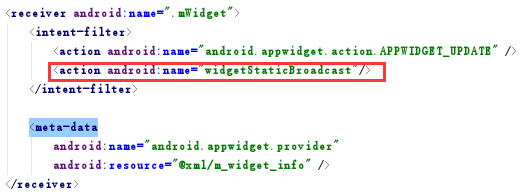 <receiver android:name=".mWidget">
<intent-filter>
<action android:name="android.appwidget.action.APPWIDGET_UPDATE" />
<action android:name="widgetStaticBroadcast"/>
</intent-filter>
<meta-data
android:name="android.appwidget.provider"
android:resource="@xml/m_widget_info" />
</receiver>